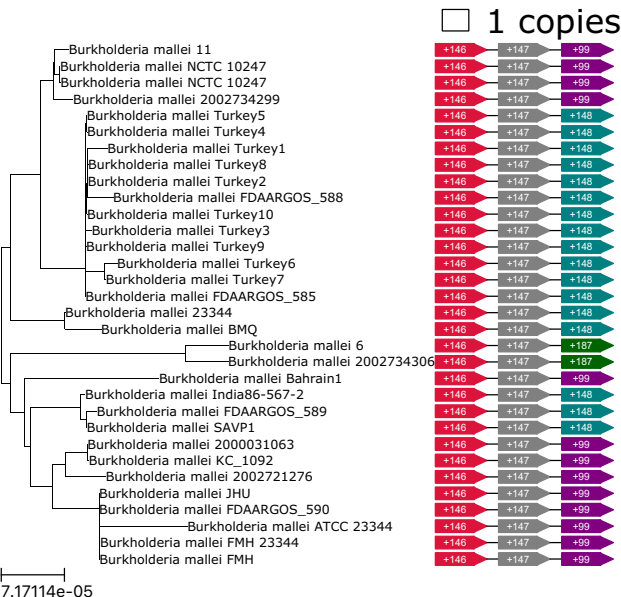 1 copies
Burkholderia mallei 11 +146 +147 +99
Burkholderia mallei NCTC 10247 +146 +147 +99
Burkholderia mallei NCTC 10247 +146 +147 +99
Burkholderia mallei 2002734299 +146 +147 +99
Burkholderia mallei Turkey5 +146 +147 +148
Burkholderia mallei Turkey4 +146 +147 +148
Burkholderia mallei Turkey1 +146 +147 +148
Burkholderia mallei Turkey8 +146 +147 +148
Burkholderia mallei Turkey2 +146 +147 +148
Burkholderia mallei FDAARGOS_588 +146 +147 +148
Burkholderia mallei Turkey10 +146 +147 +148
Burkholderia mallei Turkey3 +146 +147 +148
Burkholderia mallei Turkey9 +146 +147 +148
Burkholderia mallei Turkey6 +146 +147 +148
Burkholderia mallei Turkey7 +146 +147 +148
Burkholderia mallei FDAARGOS_585 +146 +147 +148
Burkholderia mallei 23344 +146 +147 +148
Burkholderia mallei BMQ +146 +147 +148
Burkholderia mallei 6 +146 +147 +187
Burkholderia mallei 2002734306 +146 +147 +187
Burkholderia mallei Bahrain1 +146 +147 +99
Burkholderia mallei India86-567-2 +146 +147 +148
Burkholderia mallei FDAARGOS_589 +146 +147 +148
Burkholderia mallei SAVP1 +146 +147 +148
Burkholderia mallei 2000031063 +146 +147 +99
Burkholderia mallei KC_1092 +146 +147 +99
Burkholderia mallei 2002721276 +146 +147 +99
Burkholderia mallei JHU +146 +147 +99
Burkholderia mallei FDAARGOS_590 +146 +147 +99
Burkholderia mallei ATCC 23344 +146 +147 +99
Burkholderia mallei FMH 23344 +146 +147 +99
Burkholderia mallei FMH +146 +147 +99
7.17114e-05